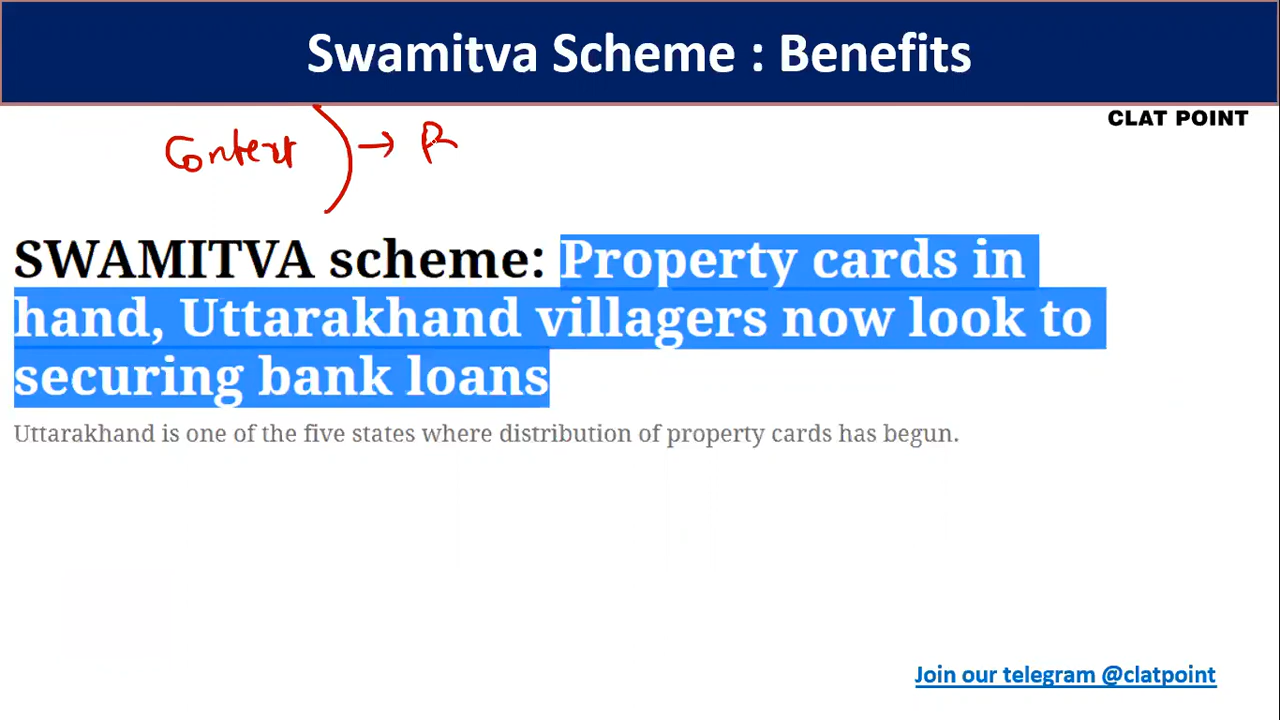 Swamitva Scheme : Benefits
CLAT POINT
Context → R
SWAMITVA scheme: Property cards in
hand, Uttarakhand villagers now look to
securing bank loans
Uttarakhand is one of the five states where distribution of property cards has begun.
Join our telegram @clatpoint